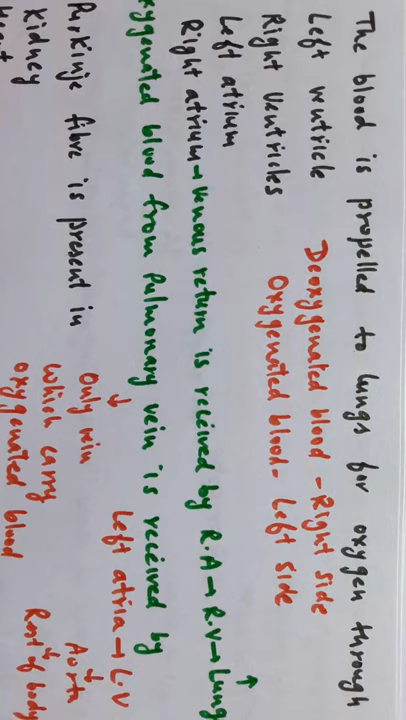 The blood is propelled to lungs for oxygen through
Left ventricle
Deoxygenated blood - Right side
Right Ventricles
Oxygenated blood - Left side
Left atrium
Right atrium → Venous return is received by R.A → R.V → Lung
↑
oxygenated blood from Pulmonary vein is received by
Left atria → L.V
↓
Aorta
↓
Rest of body
Purkinje fibre is present in
↓
Only vein
which carry
oxygenated blood
Kidney
Heart